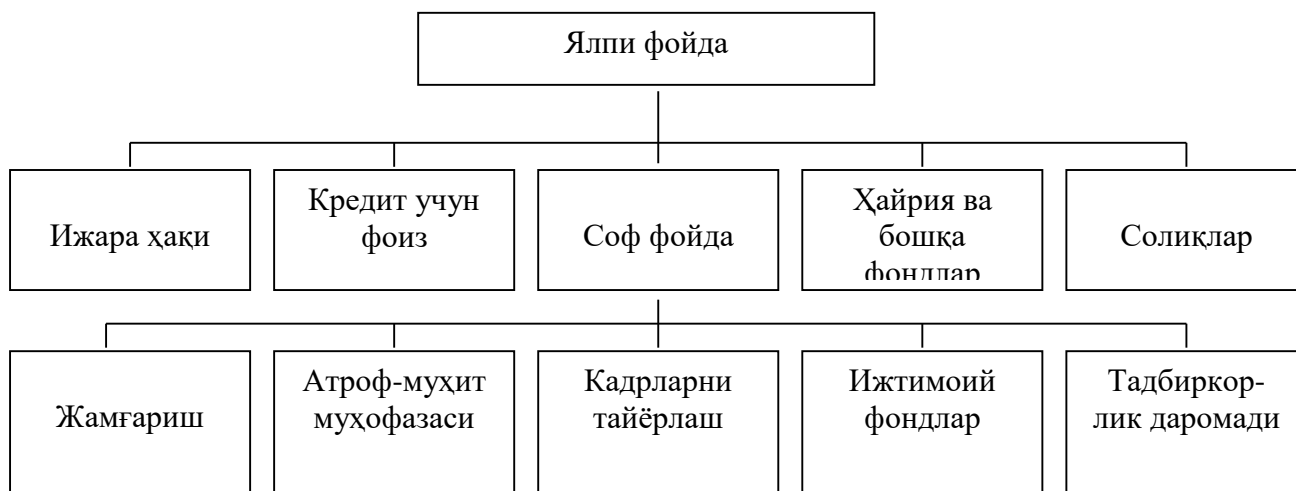 Ялпи фойда
Ижара ҳақи
Кредит учун
фоиз
Соф фойда
Ҳайрия ва
бошқа
фондлар
Солиқлар
Жамғариш
Атроф-муҳит
муҳофазаси
Кадрларни
тайёрлаш
Ижтимоий
фондлар
Тадбиркор-
лик даромади